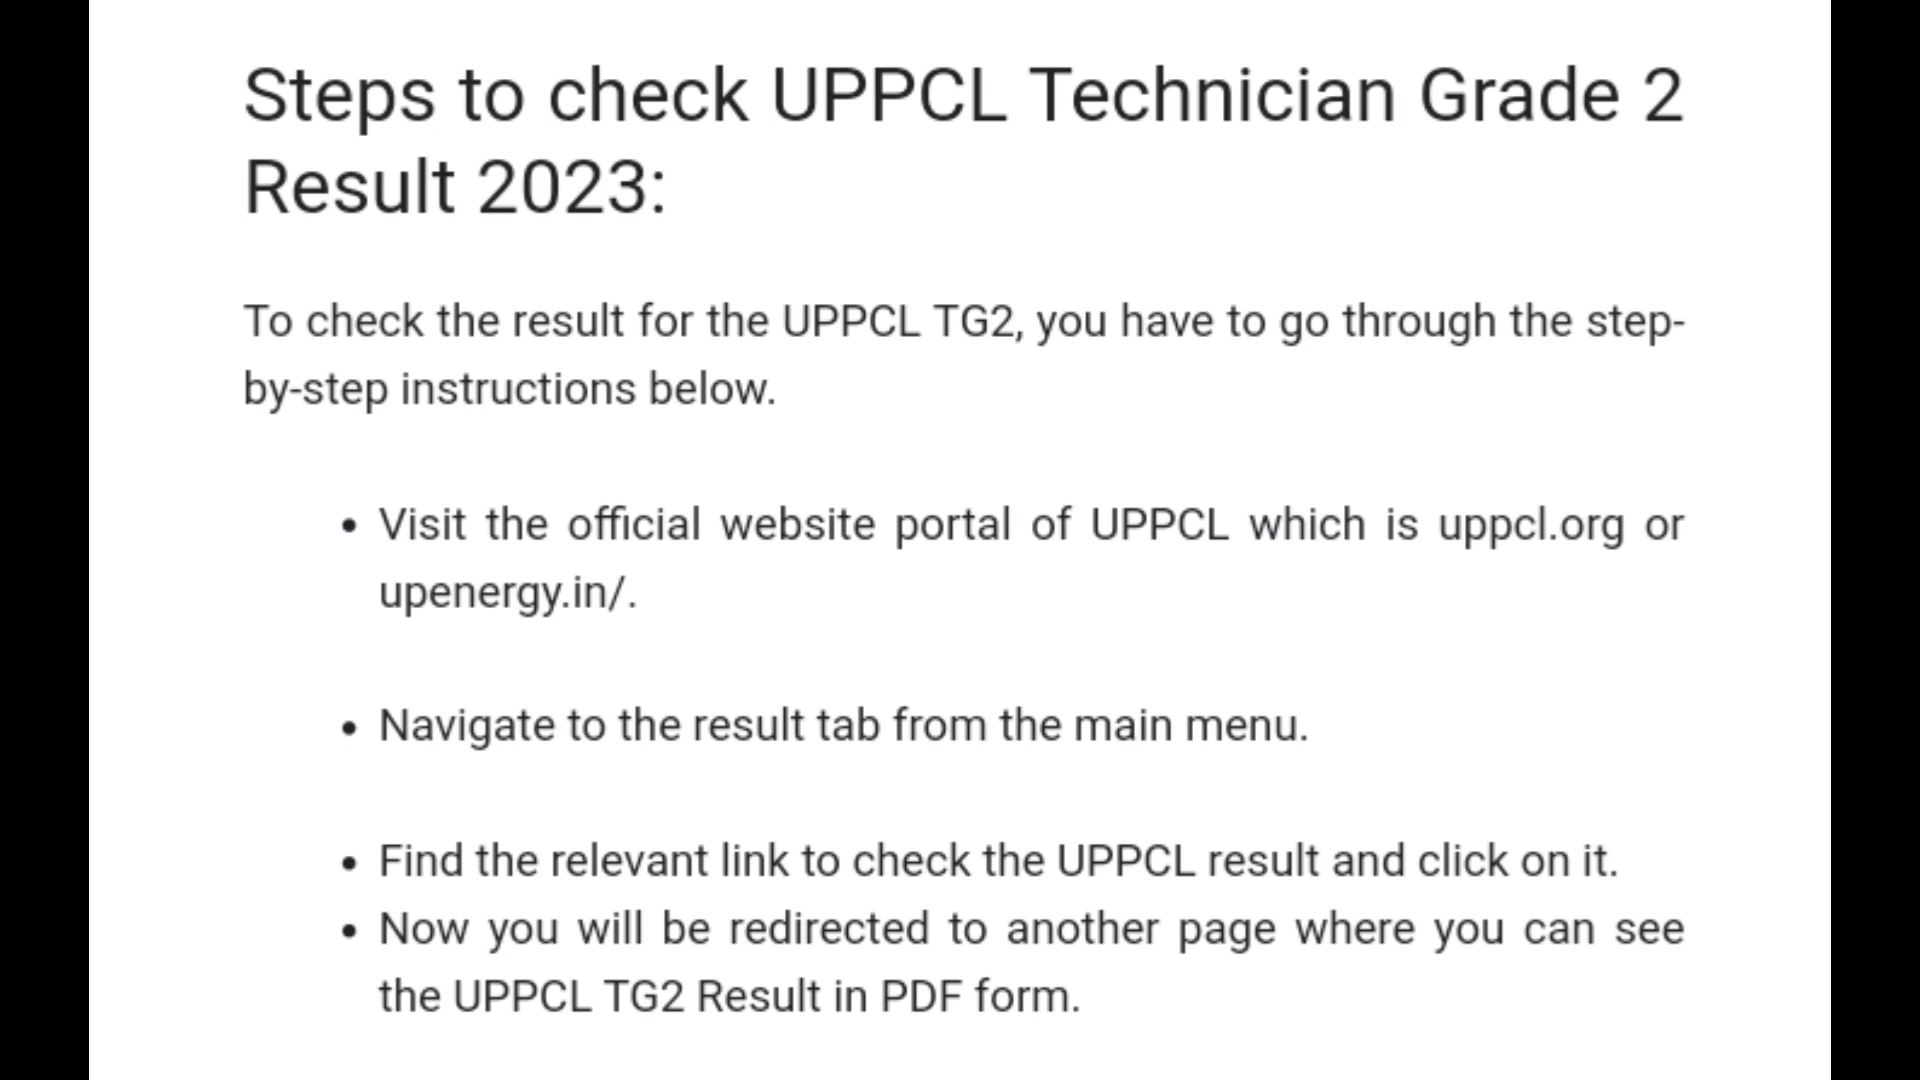 Steps to check UPPCL Technician Grade 2
Result 2023:
To check the result for the UPPCL TG2, you have to go through the step-
by-step instructions below.
• Visit the official website portal of UPPCL which is uppcl.org or
upenergy.in/.
• Navigate to the result tab from the main menu.
• Find the relevant link to check the UPPCL result and click on it.
• Now you will be redirected to another page where you can see
the UPPCL TG2 Result in PDF form.